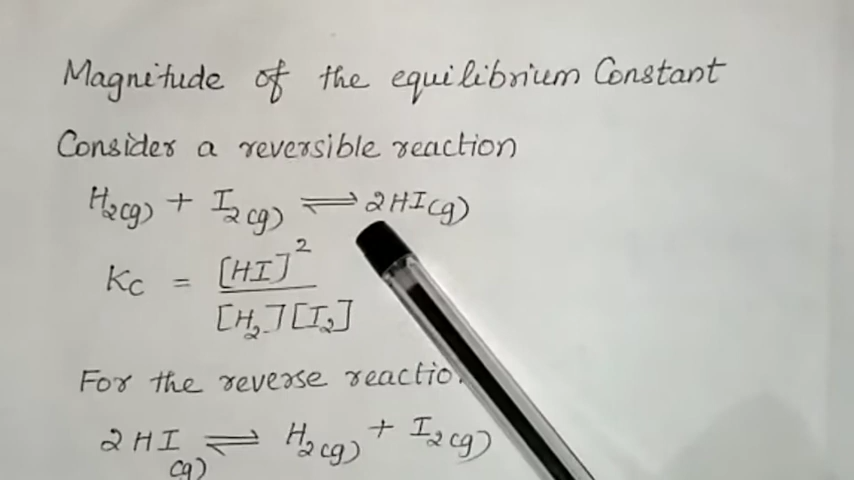 Magnitude of the equilibrium Constant
Consider a reversible reaction
H₂(g) + I₂(g) ⇌ 2HI(g)
Kc = [HI]² / [H₂][I₂]
For the reverse reactio
2HI(g) ⇌ H₂(g) + I₂(g)